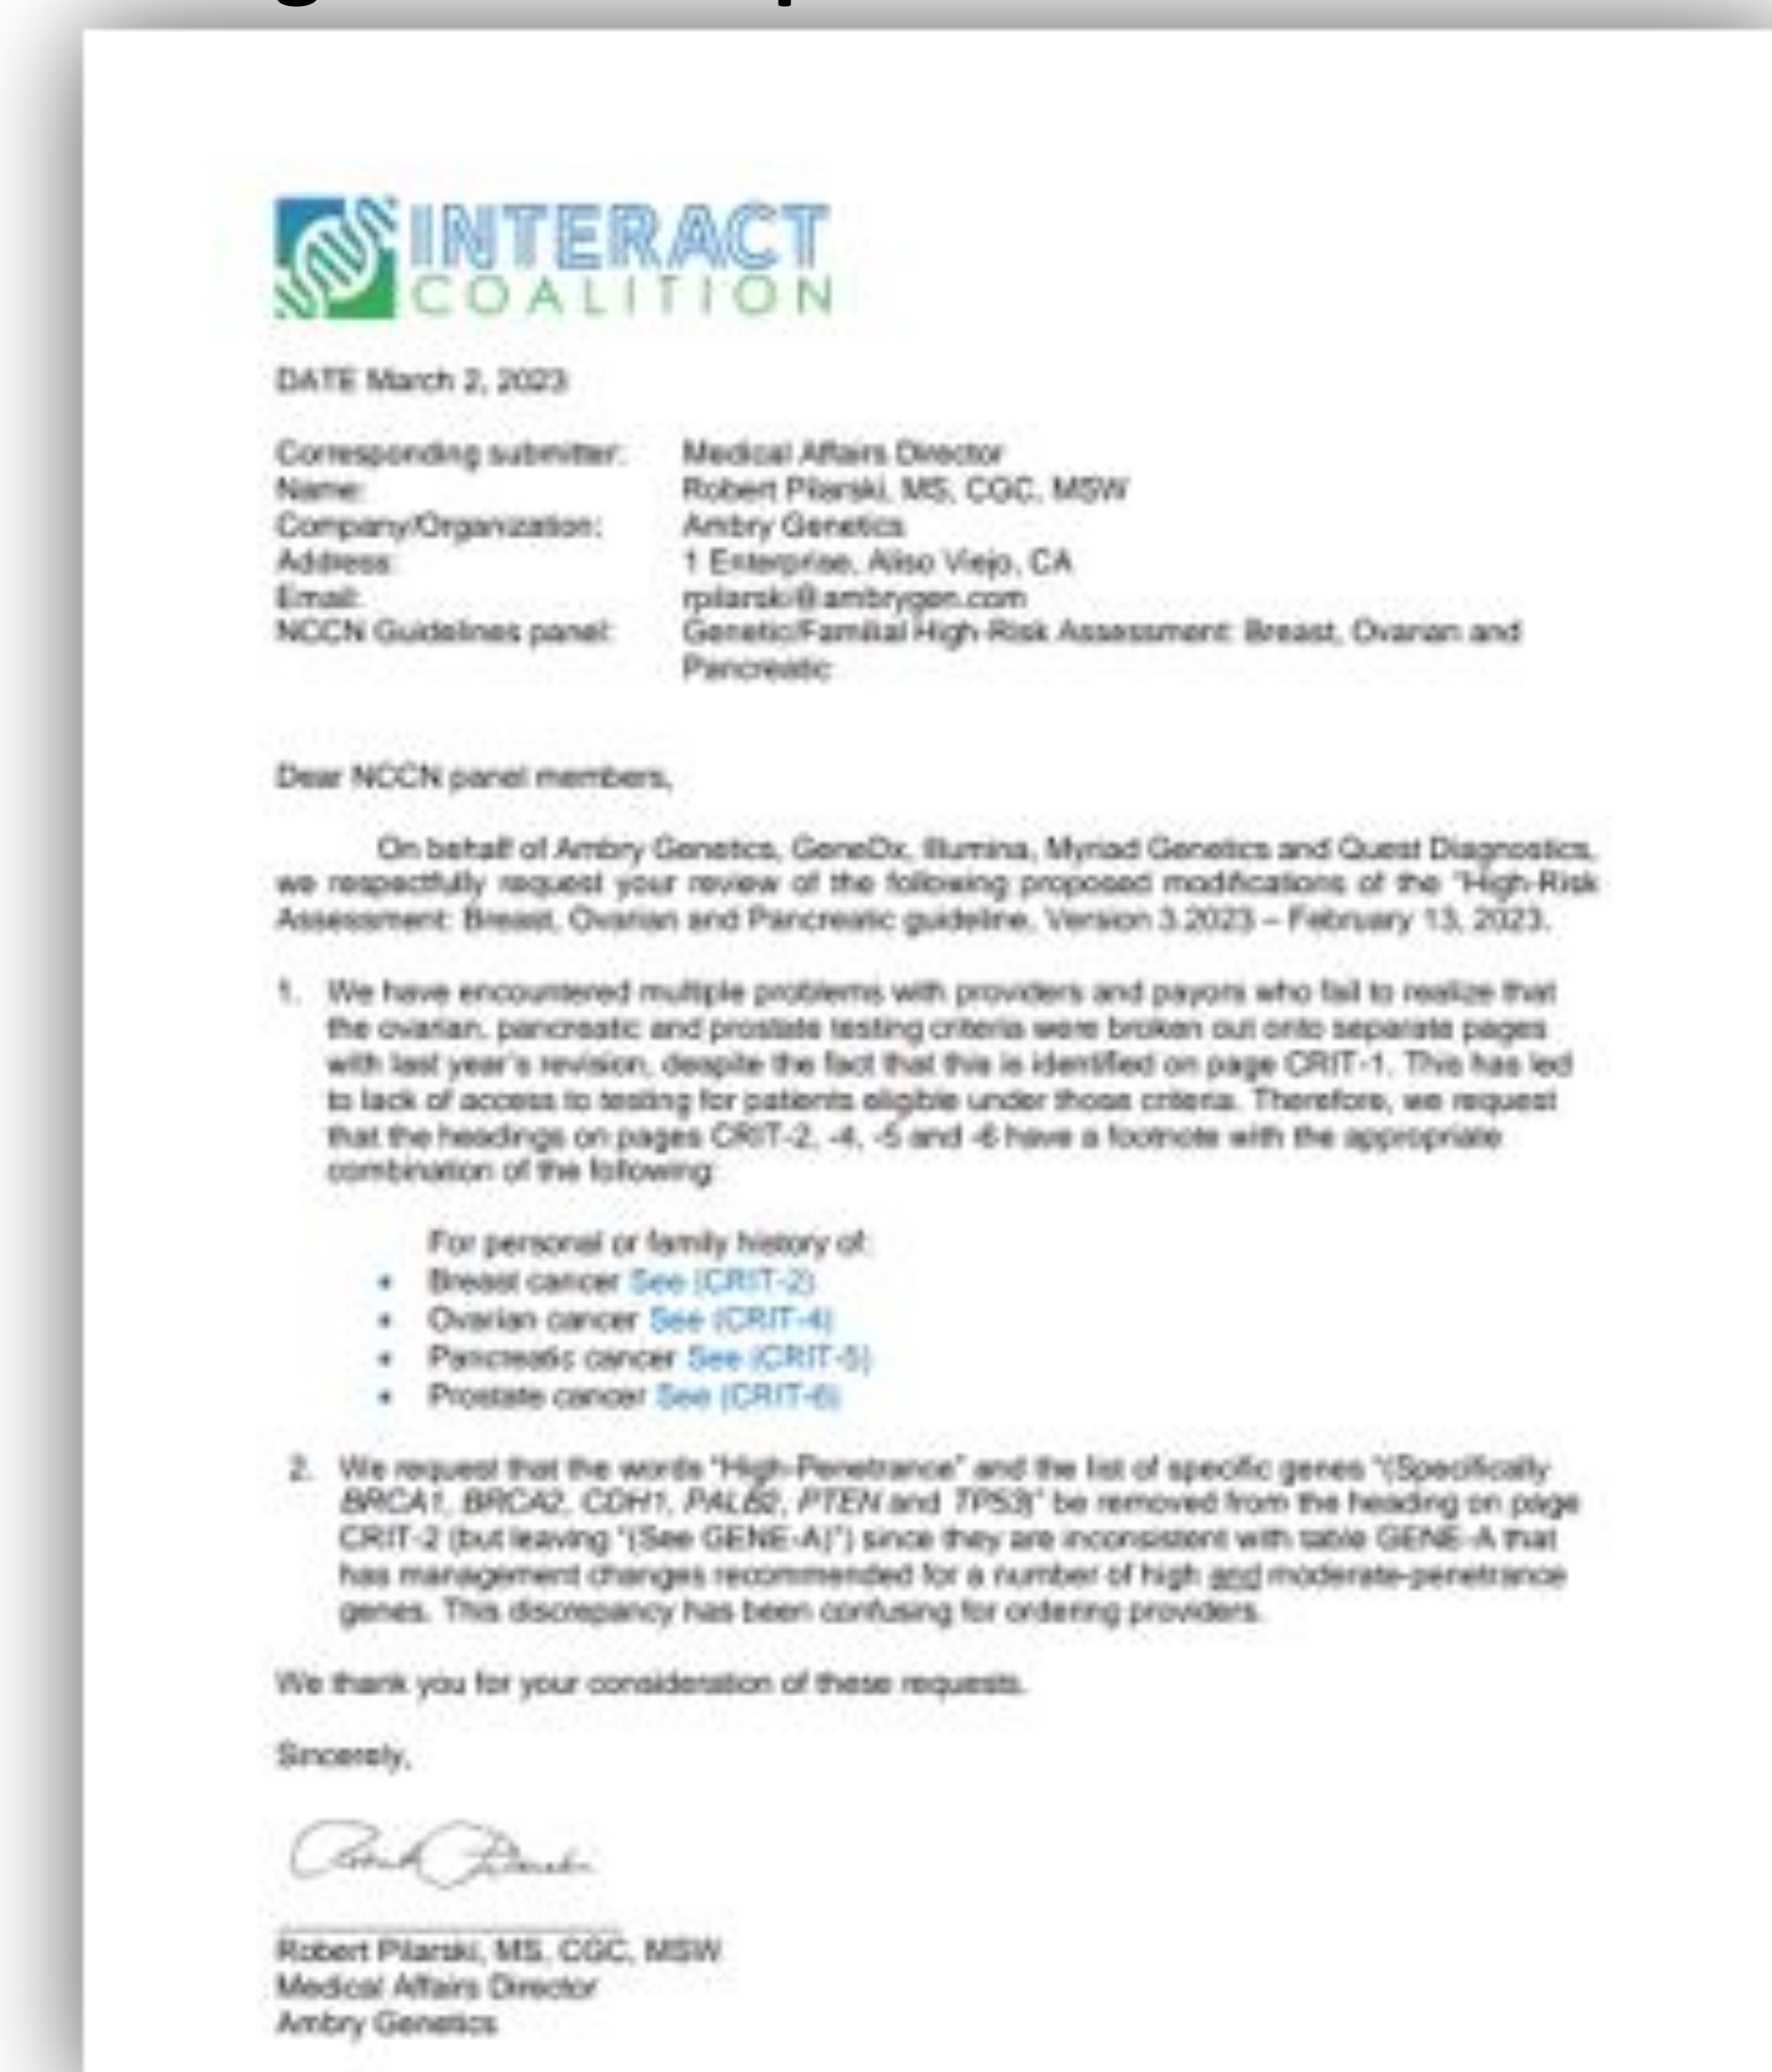 INTERACT
COALITION
DATE March 2, 2023
Corresponding submitter: Medical Affairs Director
Name: Robert Pilarski, MS, CGC, MSW
Company/Organization: Ambry Genetics
Address: 1 Enterprise, Aliso Viejo, CA
Email: rpilarski@ambrygen.com
NCCN Guidelines panel: Genetic/Familial High-Risk Assessment: Breast, Ovarian and
Pancreatic
Dear NCCN panel members,
On behalf of Ambry Genetics, GeneDx, Illumina, Myriad Genetics and Quest Diagnostics,
we respectfully request your review of the following proposed modifications of the "High-Risk
Assessment: Breast, Ovarian and Pancreatic guideline, Version 3.2023 – February 13, 2023.
1. We have encountered multiple problems with providers and payors who fail to realize that
the ovarian, pancreatic and prostate testing criteria were broken out onto separate pages
with last year's revision, despite the fact that this is identified on page CRIT-1. This has led
to lack of access to testing for patients eligible under those criteria. Therefore, we request
that the headings on pages CRIT-2, -4, -5 and -6 have a footnote with the appropriate
combination of the following:
For personal or family history of:
• Breast cancer See (CRIT-2)
• Ovarian cancer See (CRIT-4)
• Pancreatic cancer See (CRIT-5)
• Prostate cancer See (CRIT-6)
2. We request that the words "High-Penetrance" and the list of specific genes "(Specifically
BRCA1, BRCA2, CDH1, PALB2, PTEN and TP53)" be removed from the heading on page
CRIT-2 (but leaving "(See GENE-A)") since they are inconsistent with table GENE-A that
has management changes recommended for a number of high and moderate-penetrance
genes. This discrepancy has been confusing for ordering providers.
We thank you for your consideration of these requests.
Sincerely,
Robert Pilarski, MS, CGC, MSW
Medical Affairs Director
Ambry Genetics